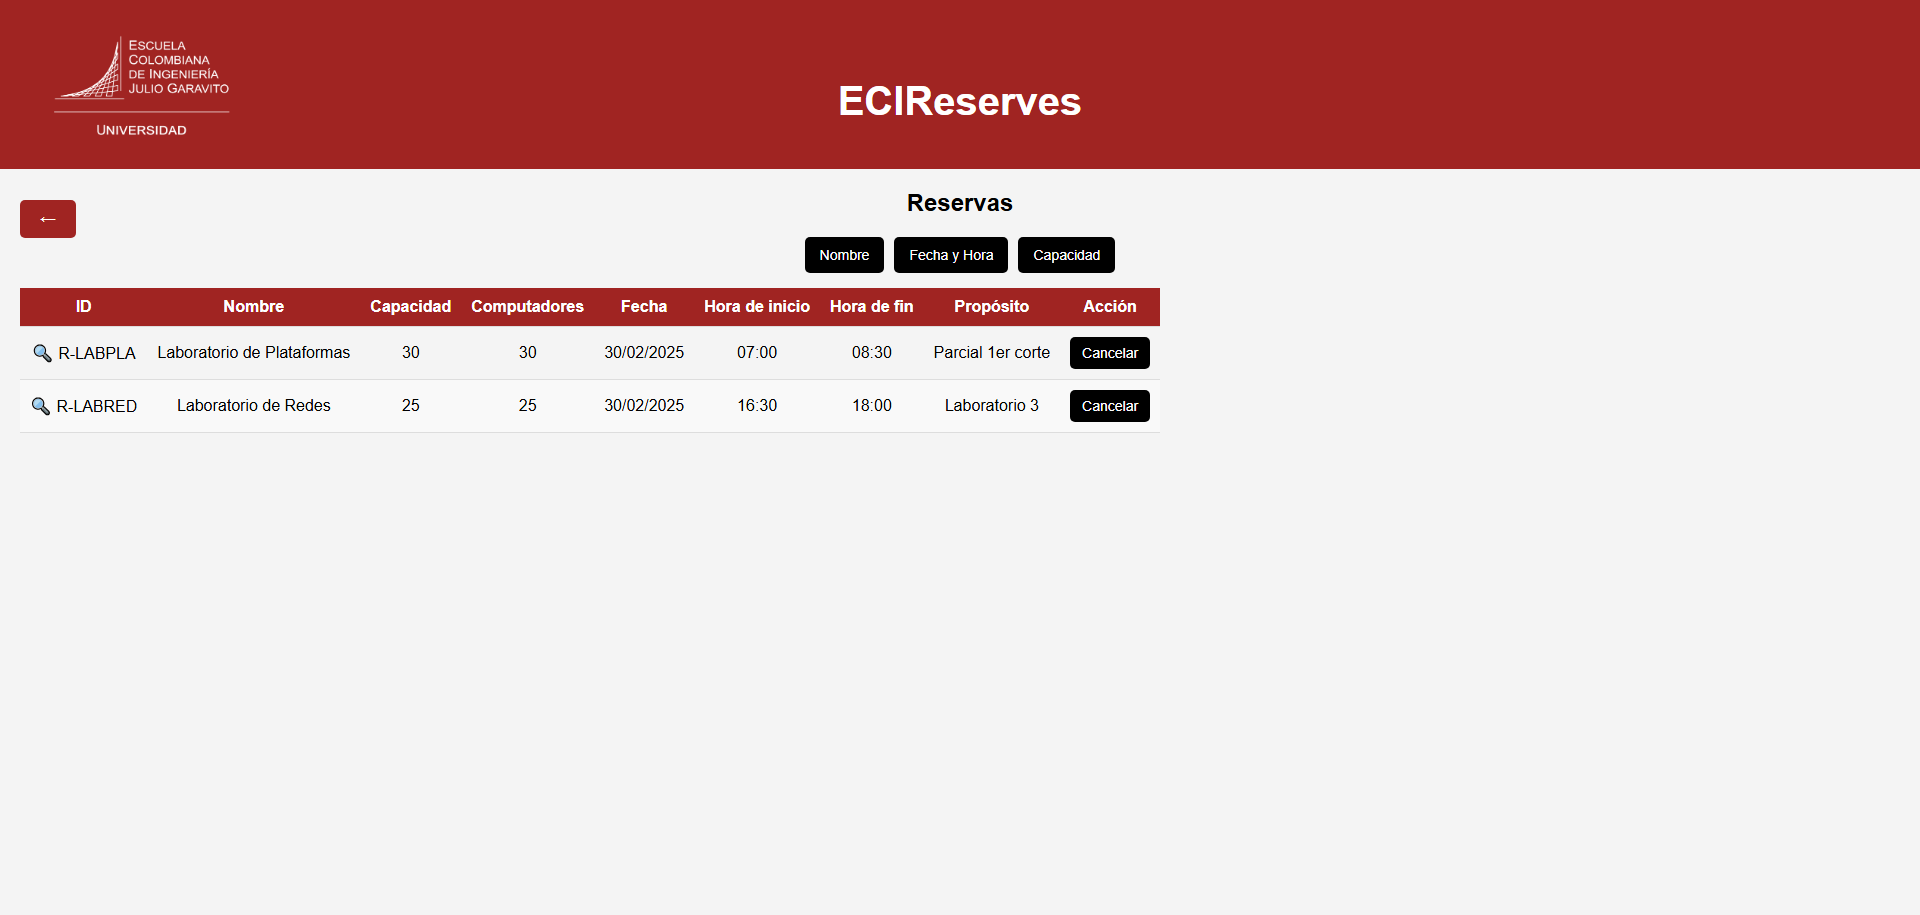 ESCUELA
COLOMBIANA
DE INGENIERÍA
JULIO GARAVITO
UNIVERSIDAD
ECIReserves
←
Reservas
Nombre Fecha y Hora Capacidad
ID Nombre Capacidad Computadores Fecha Hora de inicio Hora de fin Propósito Acción
🔍 R-LABPLA Laboratorio de Plataformas 30 30 30/02/2025 07:00 08:30 Parcial 1er corte Cancelar
🔍 R-LABRED Laboratorio de Redes 25 25 30/02/2025 16:30 18:00 Laboratorio 3 Cancelar